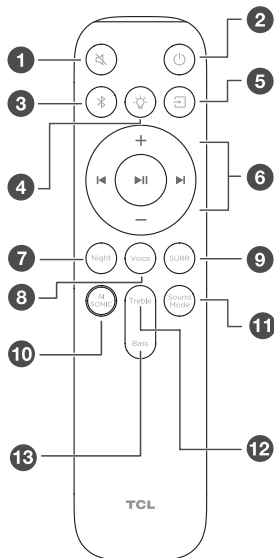 1
2
3
5
4
+
6
−
7
Night
Voice
SURR
9
8
AI
SONIC
Treble
Sound
Mode
10
11
Bass
12
13
TCL